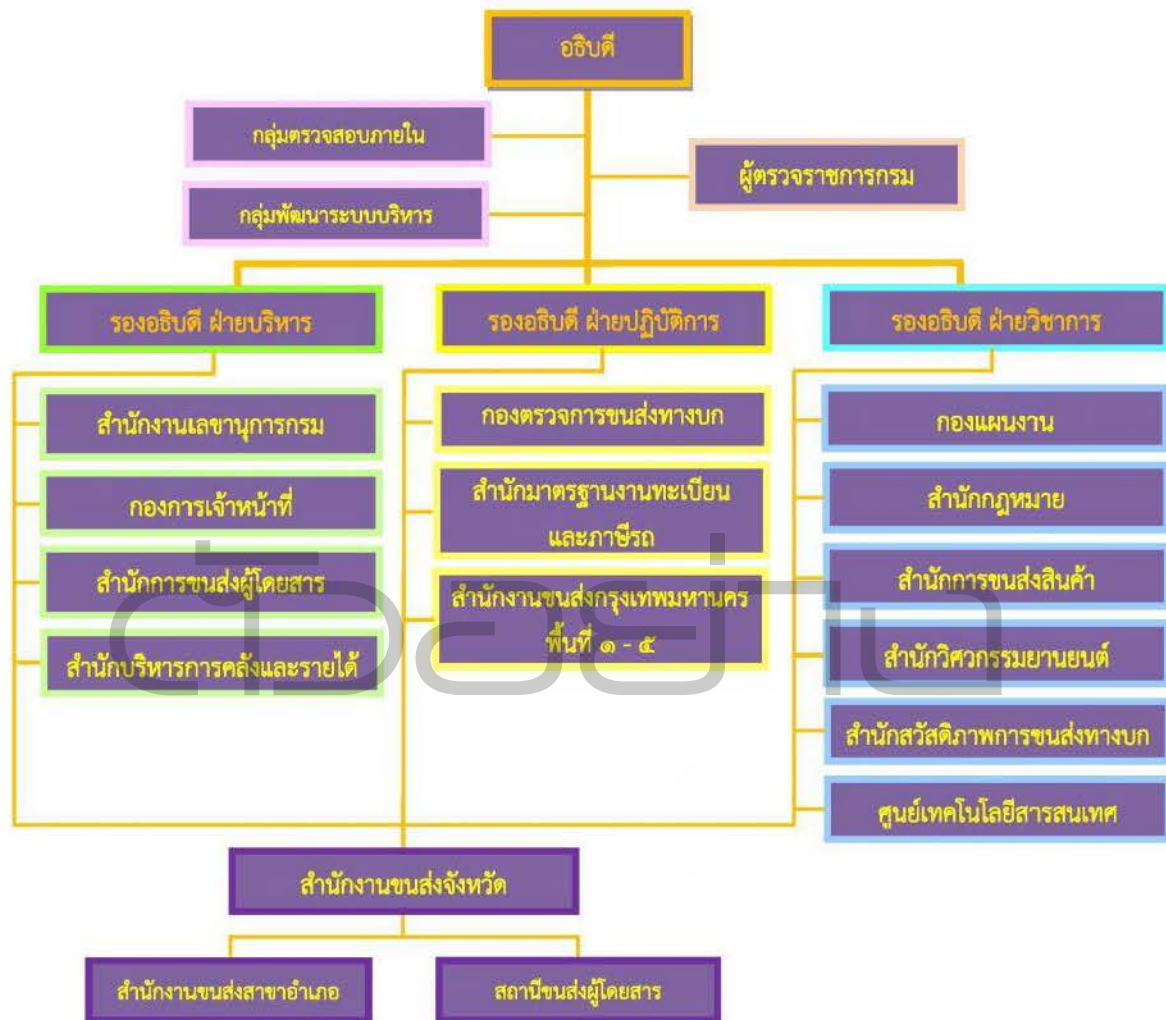 อธิบดี
กลุ่มตรวจสอบภายใน
ผู้ตรวจราชการกรม
กลุ่มพัฒนาระบบบริหาร
รองอธิบดี ฝ่ายบริหาร
รองอธิบดี ฝ่ายปฏิบัติการ
รองอธิบดี ฝ่ายวิชาการ
สำนักงานเลขานุการกรม
กองการเจ้าหน้าที่
สำนักการขนส่งผู้โดยสาร
สำนักบริหารการคลังและรายได้
กองตรวจการขนส่งทางบก
สำนักมาตรฐานงานทะเบียน
และภาษีรถ
สำนักงานขนส่งกรุงเทพมหานคร
พื้นที่ ๑ - ๕
กองแผนงาน
สำนักกฎหมาย
สำนักการขนส่งสินค้า
สำนักวิศวกรรมยานยนต์
สำนักสวัสดิภาพการขนส่งทางบก
ศูนย์เทคโนโลยีสารสนเทศ
สำนักงานขนส่งจังหวัด
สำนักงานขนส่งสาขาอำเภอ
สถานีขนส่งผู้โดยสาร
ตัวอย่าง